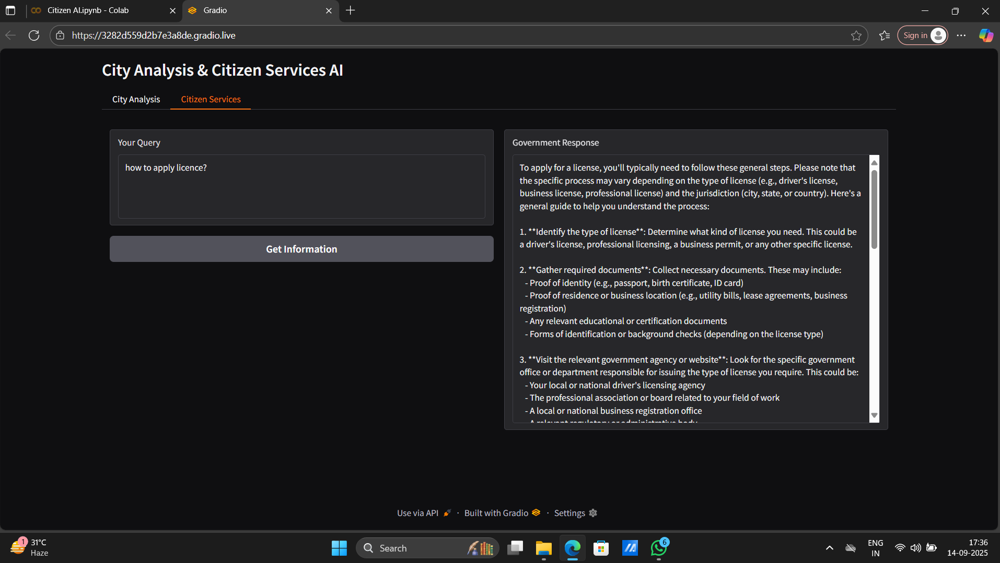 Citizen AI.ipynb - Colab
Gradio
https://3282d559d2b7e3a8de.gradio.live
Sign in
City Analysis & Citizen Services AI
City Analysis
Citizen Services
Your Query
how to apply licence?
Get Information
Government Response
To apply for a license, you'll typically need to follow these general steps. Please note that
the specific process may vary depending on the type of license (e.g., driver's license,
business license, professional license) and the jurisdiction (city, state, or country). Here's a
general guide to help you understand the process:
1. **Identify the type of license**: Determine what kind of license you need. This could be
a driver's license, professional licensing, a business permit, or any other specific license.
2. **Gather required documents**: Collect necessary documents. These may include:
- Proof of identity (e.g., passport, birth certificate, ID card)
- Proof of residence or business location (e.g., utility bills, lease agreements, business
registration)
- Any relevant educational or certification documents
- Forms of identification or background checks (depending on the license type)
3. **Visit the relevant government agency or website**: Look for the specific government
office or department responsible for issuing the type of license you require. This could be:
- Your local or national driver's licensing agency
- The professional association or board related to your field of work
- A local or national business registration office
- A relevant regulatory or administrative body
Use via API · Built with Gradio · Settings
1
31°C
Haze
Search
6
ENG
IN
17:36
14-09-2025